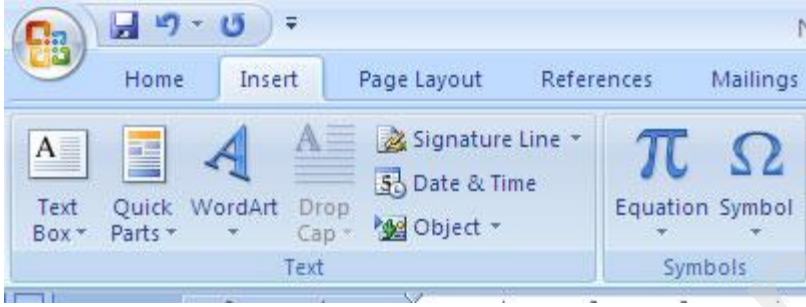 Home Insert Page Layout References Mailings
Text Box Quick Parts WordArt Drop Cap
Signature Line
Date & Time
Object
Equation Symbol
Text Symbols